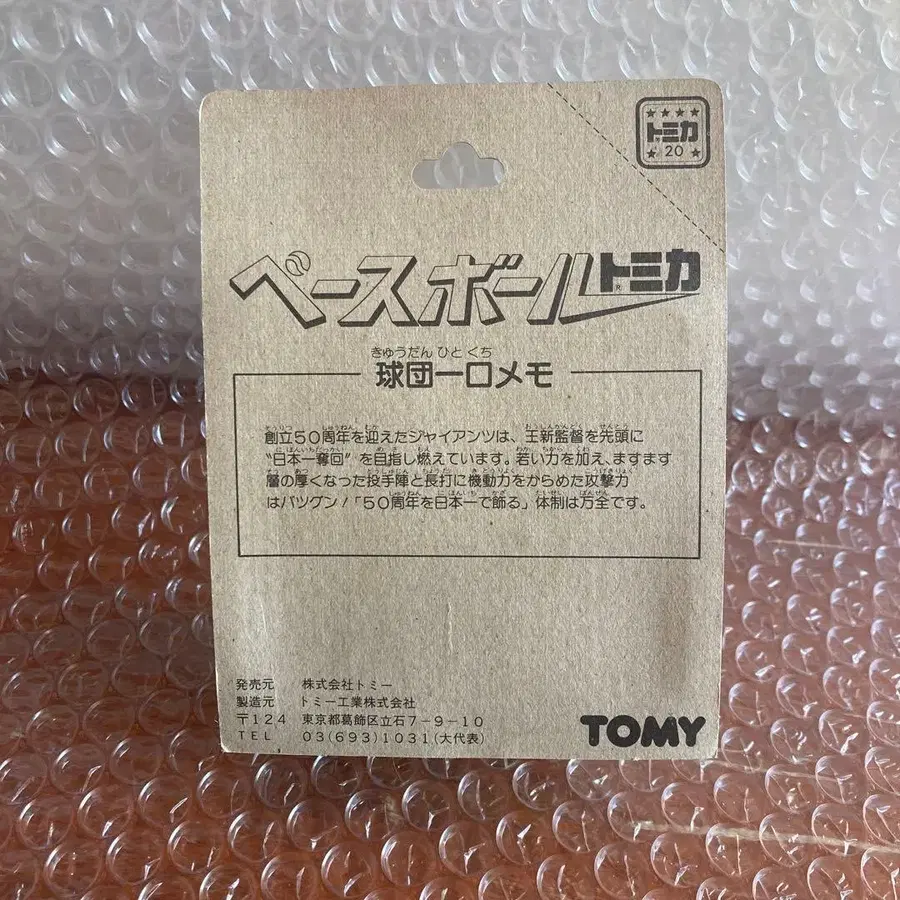 トミカ
20
ベースボールトミカ
きゅうだん ひと くち
球団一口メモ
創立50周年を迎えたジャイアンツは、王新監督を先頭に
“日本一奪回”を目指し燃えています。若い力を加え、ますます
層の厚くなった投手陣と長打に機動力をからめた攻撃力
はバツグン!「50周年を日本一で飾る」体制は万全です。
発売元 株式会社トミー
製造元 トミー工業株式会社
〒124 東京都葛飾区立石7-9-10
TEL 03(693)1031(大代表)
TOMY